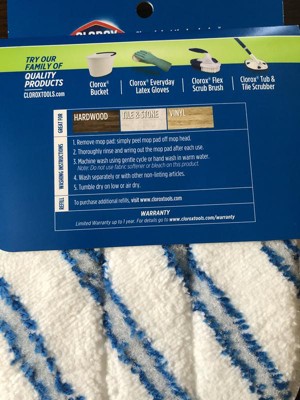 CLOROX
TRY OUR
FAMILY OF
QUALITY
PRODUCTS
CLOROXTOOLS.com
Clorox®
Bucket
Clorox® Everyday
Latex Gloves
Clorox® Flex
Scrub Brush
Clorox® Tub &
Tile Scrubber
GREAT FOR
HARDWOOD
TILE & STONE
VINYL
WASHING INSTRUCTIONS
1. Remove mop pad: simply peel mop pad off mop head.
2. Thoroughly rinse and wring out the mop pad after each use.
3. Machine wash using gentle cycle or hand wash in warm water.
Note: Do not use fabric softener or bleach on this product.
4. Wash separately or with other non-linting articles.
5. Tumble dry on low or air dry.
REFILL
To purchase additional refills, visit www.cloroxtools.com
WARRANTY
Limited Warranty up to 1 year. For details go to www.cloroxtools.com/warranty